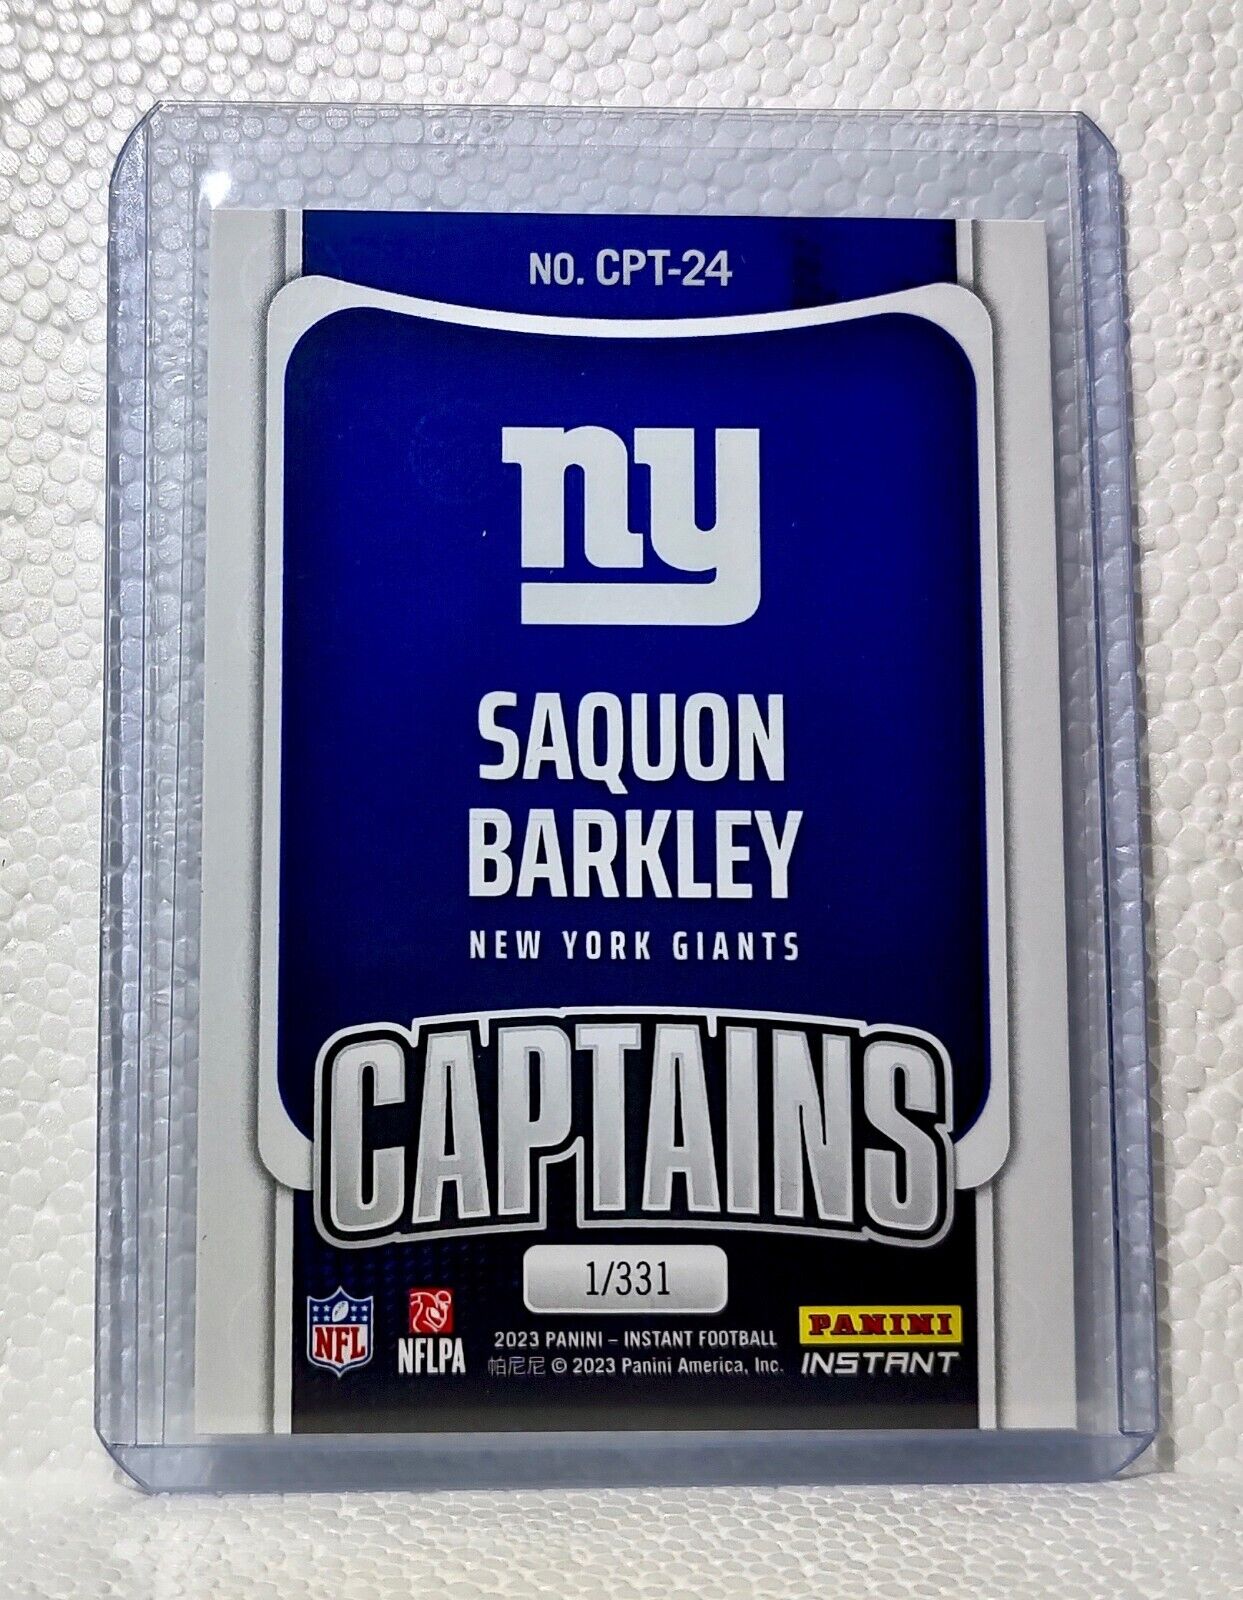 NO. CPT-24
ny
SAQUON
BARKLEY
NEW YORK GIANTS
CAPTAINS
1/331
NFL
NFLPA
2023 PANINI – INSTANT FOOTBALL
帕尼尼 © 2023 Panini America, Inc.
PANINI
INSTANT